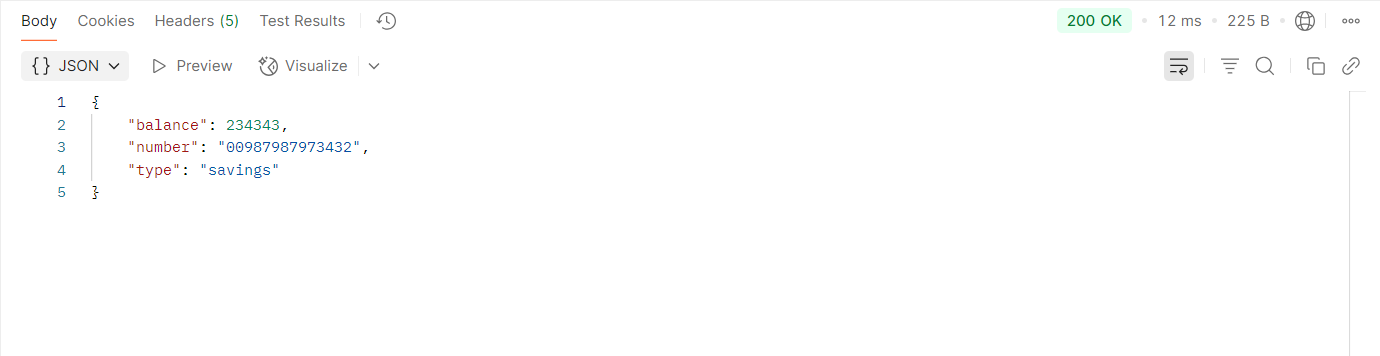 Body Cookies Headers (5) Test Results 200 OK 12 ms 225 B
{} JSON Preview Visualize
1 {
2 "balance": 234343,
3 "number": "00987987973432",
4 "type": "savings"
5 }